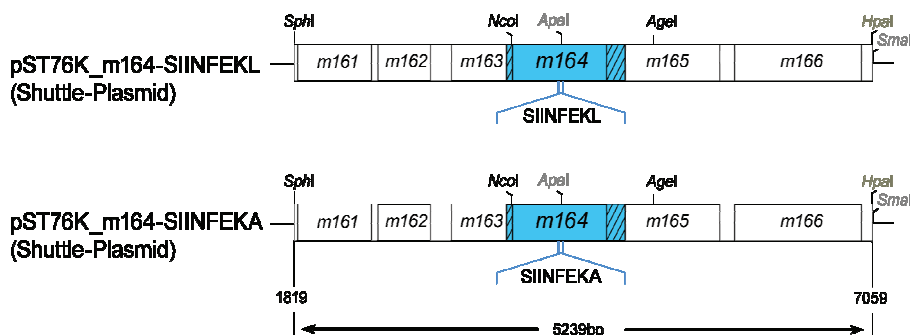 SphI NcoI ApaI AgeI HpaI
SmaI
pST76K_m164-SIINFEKL
(Shuttle-Plasmid)
m161 m162 m163 m164 m165 m166
SIINFEKL
SphI NcoI ApaI AgeI HpaI
SmaI
pST76K_m164-SIINFEKA
(Shuttle-Plasmid)
m161 m162 m163 m164 m165 m166
SIINFEKA
1819 7059
5239bp